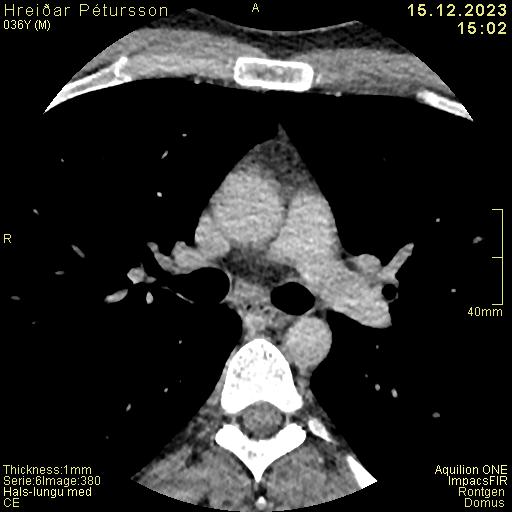 Hreiðar Pétursson
036Y (M)
A
15.12.2023
15:02
R
40mm
Thickness:1mm
Serie:6Image:380
Hals-lungu med
CE
Aquilion ONE
ImpacsFIR
Rontgen
Domus